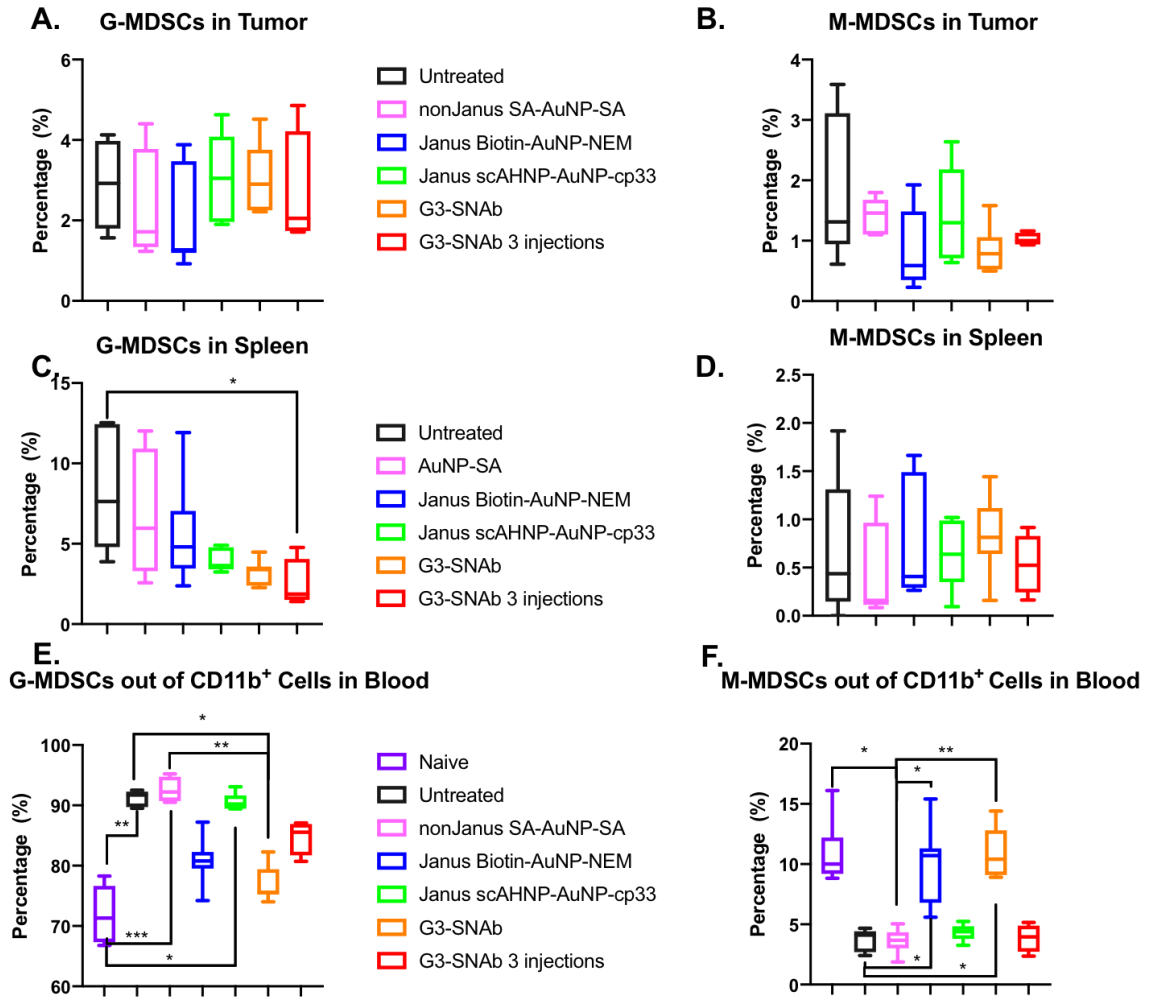 A.
G-MDSCs in Tumor
Percentage (%)
6
4
2
0
Untreated
nonJanus SA-AuNP-SA
Janus Biotin-AuNP-NEM
Janus scAHNP-AuNP-cp33
G3-SNAb
G3-SNAb 3 injections
B.
M-MDSCs in Tumor
Percentage (%)
4
3
2
1
0
C.
G-MDSCs in Spleen
Percentage (%)
15
10
5
0
*
Untreated
AuNP-SA
Janus Biotin-AuNP-NEM
Janus scAHNP-AuNP-cp33
G3-SNAb
G3-SNAb 3 injections
D.
M-MDSCs in Spleen
Percentage (%)
2.5
2.0
1.5
1.0
0.5
0.0
E.
G-MDSCs out of CD11b+ Cells in Blood
Percentage (%)
100
90
80
70
60
*
**
**
***
*
Naive
Untreated
nonJanus SA-AuNP-SA
Janus Biotin-AuNP-NEM
Janus scAHNP-AuNP-cp33
G3-SNAb
G3-SNAb 3 injections
F.
M-MDSCs out of CD11b+ Cells in Blood
Percentage (%)
20
15
10
5
0
*
**
*
*
*